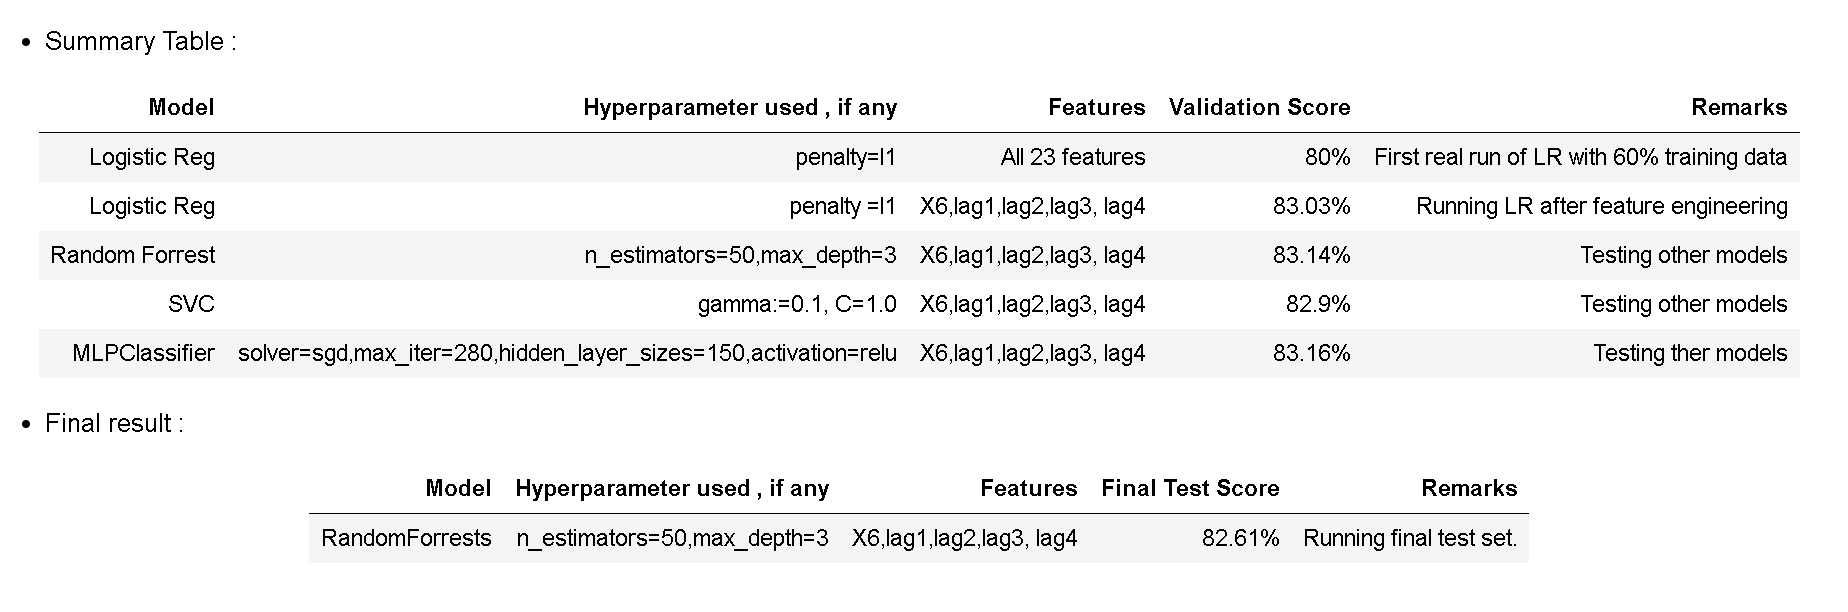 Summary Table :
Model Hyperparameter used , if any Features Validation Score Remarks
Logistic Reg penalty=l1 All 23 features 80% First real run of LR with 60% training data
Logistic Reg penalty =l1 X6,lag1,lag2,lag3, lag4 83.03% Running LR after feature engineering
Random Forrest n_estimators=50,max_depth=3 X6,lag1,lag2,lag3, lag4 83.14% Testing other models
SVC gamma:=0.1, C=1.0 X6,lag1,lag2,lag3, lag4 82.9% Testing other models
MLPClassifier solver=sgd,max_iter=280,hidden_layer_sizes=150,activation=relu X6,lag1,lag2,lag3, lag4 83.16% Testing ther models
Final result :
Model Hyperparameter used , if any Features Final Test Score Remarks
RandomForrests n_estimators=50,max_depth=3 X6,lag1,lag2,lag3, lag4 82.61% Running final test set.